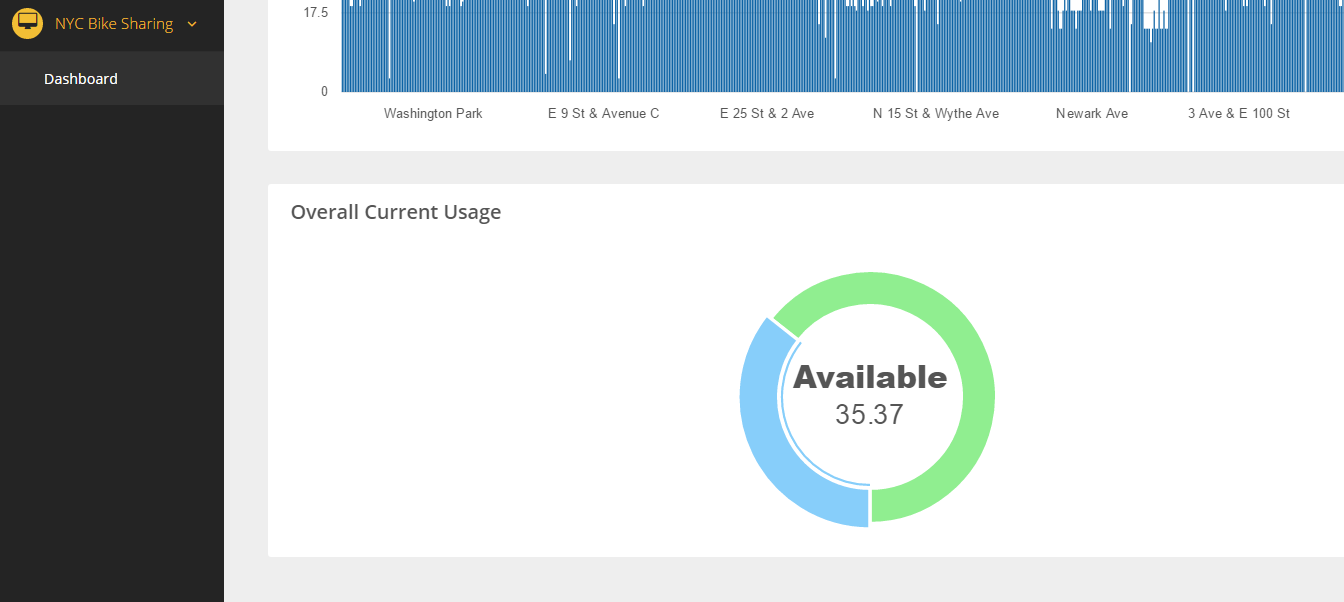 NYC Bike Sharing
Dashboard
17.5
0
Washington Park
E 9 St & Avenue C
E 25 St & 2 Ave
N 15 St & Wythe Ave
Newark Ave
3 Ave & E 100 St
Overall Current Usage
Available
35.37